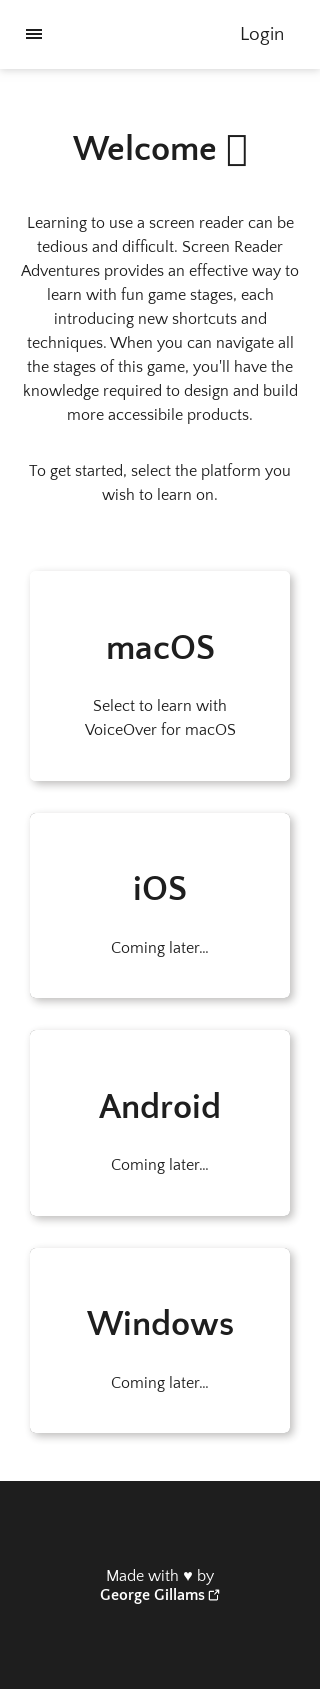 Login
Welcome
Learning to use a screen reader can be
tedious and difficult. Screen Reader
Adventures provides an effective way to
learn with fun game stages, each
introducing new shortcuts and
techniques. When you can navigate all
the stages of this game, you'll have the
knowledge required to design and build
more accessibile products.
To get started, select the platform you
wish to learn on.
macOS
Select to learn with
VoiceOver for macOS
iOS
Coming later...
Android
Coming later...
Windows
Coming later...
Made with ♥ by
George Gillams